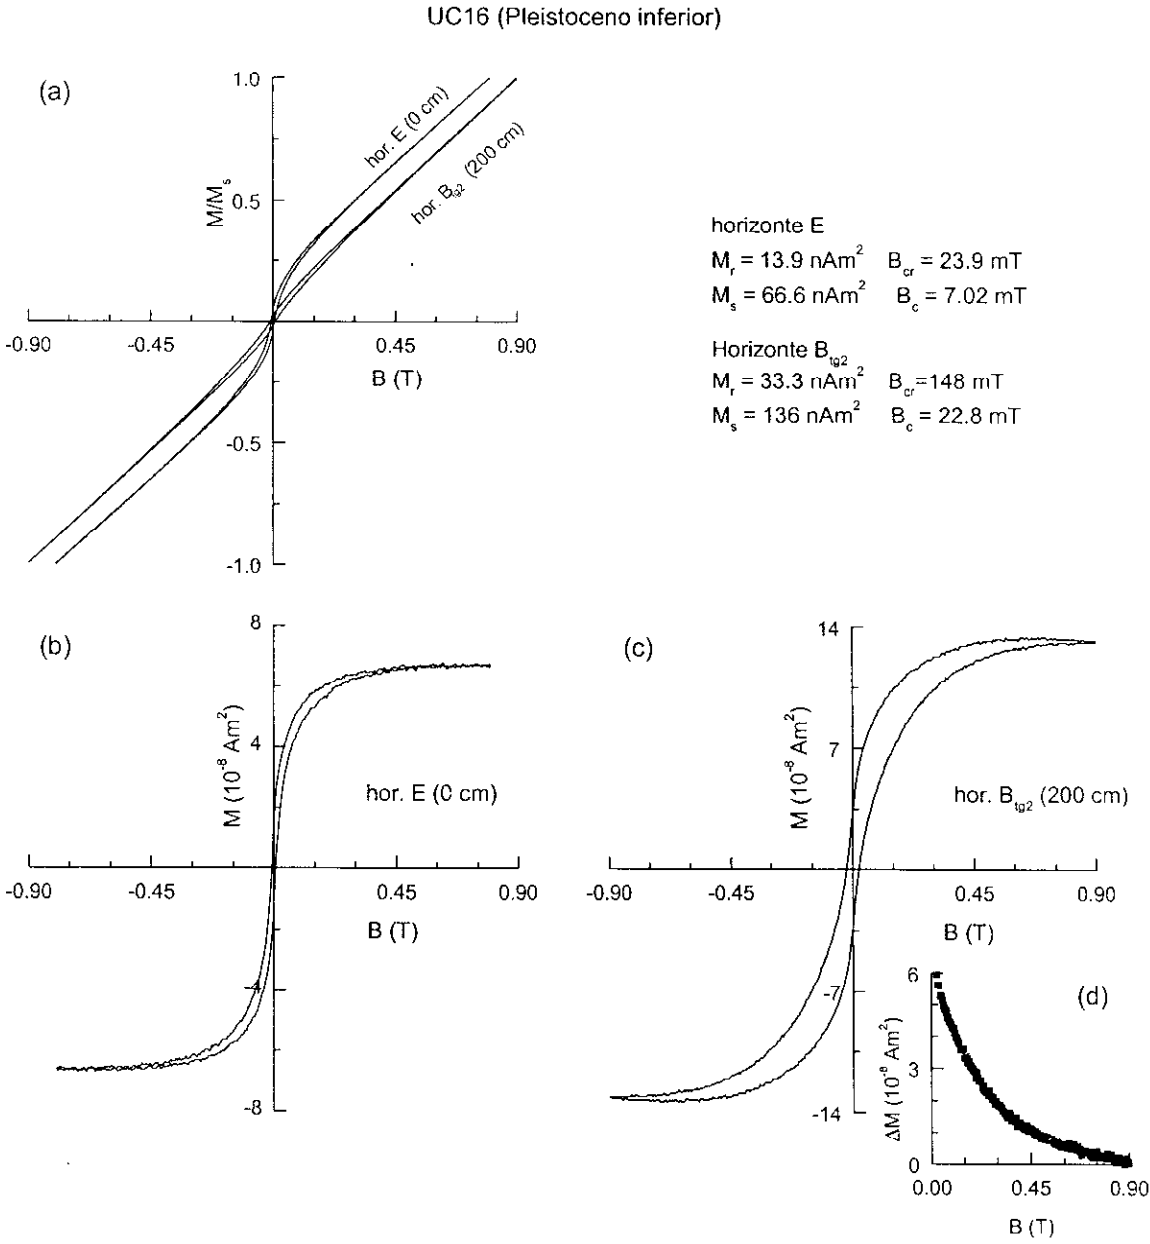 UC16 (Pleistoceno inferior)
(a)
1.0
0.5
-0.5
-1.0
M/Ms
hor. E (0 cm)
hor. Btg2 (200 cm)
-0.90 -0.45 0.45 0.90
B (T)
horizonte E
Mr = 13.9 nAm² Bcr = 23.9 mT
Ms = 66.6 nAm² Bc = 7.02 mT
Horizonte Btg2
Mr = 33.3 nAm² Bcr=148 mT
Ms = 136 nAm² Bc = 22.8 mT
(b)
8
4
-4
-8
M (10⁻⁸ Am²)
hor. E (0 cm)
-0.90 -0.45 0.45 0.90
B (T)
(c)
14
7
-7
-14
M (10⁻⁸ Am²)
hor. Btg2 (200 cm)
-0.90 -0.45 0.45 0.90
B (T)
(d)
6
3
0
ΔM (10⁻⁸ Am²)
0.00 0.45 0.90
B (T)